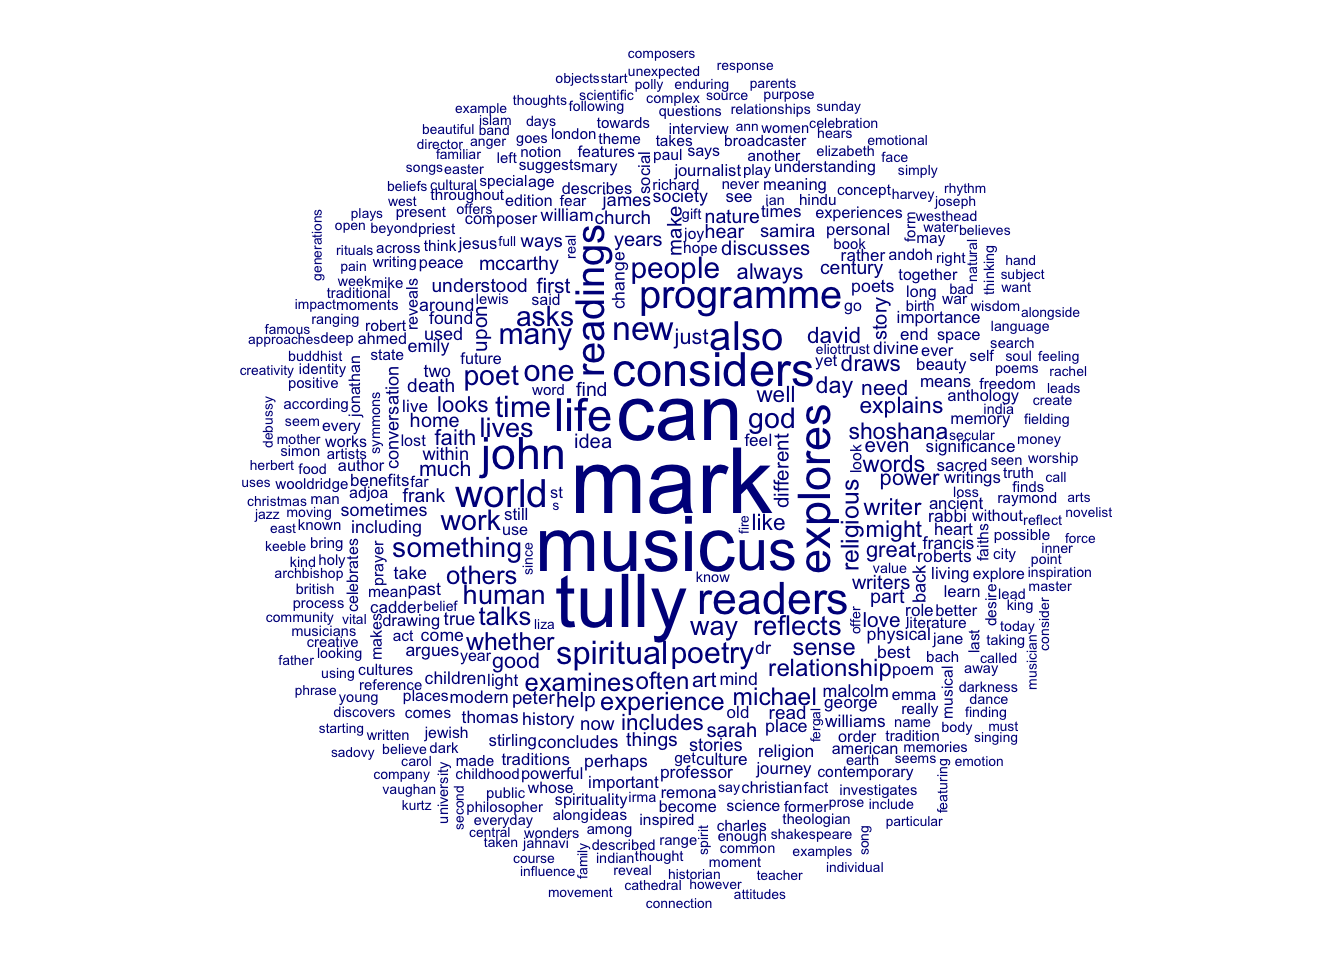 composers
unexpected response
objects start polly enduring parents
thoughts scientific complex source purpose
example following questions relationships sunday
islam days towards interview ann women celebration
beautiful band goes london theme takes broadcaster hears emotional
director anger notion features social paul says another elizabeth face
familiar left suggests mary journalist play understanding simply
songs easter special age describes richard never meaning concept harvey rhythm
beliefs cultural throughout edition fear james society see ian hindu joseph
west offers composer william church make gift nature times experiences form westhead
plays present beyond priest joy hear samira personal water believes
generations open jesus full ways real years hope discusses book may
rituals across think readings change rather andoh right natural hand
pain writing peace mccarthy people always century together thinking subject
week mike reveals understood first programme poets long bad want
traditional lewis said go birth war wisdom
impact moments around upon asks new story importance alongside
ranging found many just also david end space language
famous robert used eliot trust divine ever search
approaches deep ahmed emily considers yet draws beauty self soul feeling
buddhist state future poet one poems rachel
creativity identity jonathan conversation two life can day need means freedom leads
positive death word find well anthology create
according symmons live looks time god explains india
debussy seem every home lives feel explores shoshana memory fielding
mother works lost faith idea different look even secular money
simon artists within john significance
herbert food author much religious words sacred seen worship
uses wooldridge benefits far mark power writings truth call
christmas man adjoa frank world st s finds
jazz moving sometimes writer ancient loss raymond arts
east known including work still fire like might rabbi without reflect novelist
keeble bring use music us heart possible force
kind holy celebrates prayer something since great francis faiths city inner
archbishop take others know value roberts point
british mean past writers back living explore inspiration
process human tully readers part learn desire lead master
community vital cadder belief role better king
musicians drawing true talks liza way reflects offer love literature today consider
creative makes act come whether physical jane last taking musician
father looking argues year good spiritual poetry dr sense best bach called
using cultures children light examines often art mind relationship poem away
phrase reference places modern peter help experience michael malcolm emma musical darkness
young george really dance
discovers comes thomas history now includes old read fergal williams name body finding
starting written jewish stirling concludes things sarah place order tradition must
sadovy believe dark perhaps stories religion american memories singing
carol made traditions get culture journey earth seems emotion
company university childhood powerful important professor contemporary featuring
vaughan public whose remona say christian fact investigates
kurtz second philosopher spirituality irma become science former prose include
everyday along ideas inspired charles theologian particular
central wonders among spirit enough shakespeare song
taken jahnavi described range common examples
course family indian thought moment individual
influence reveal historian teacher
movement cathedral however attitudes
connection